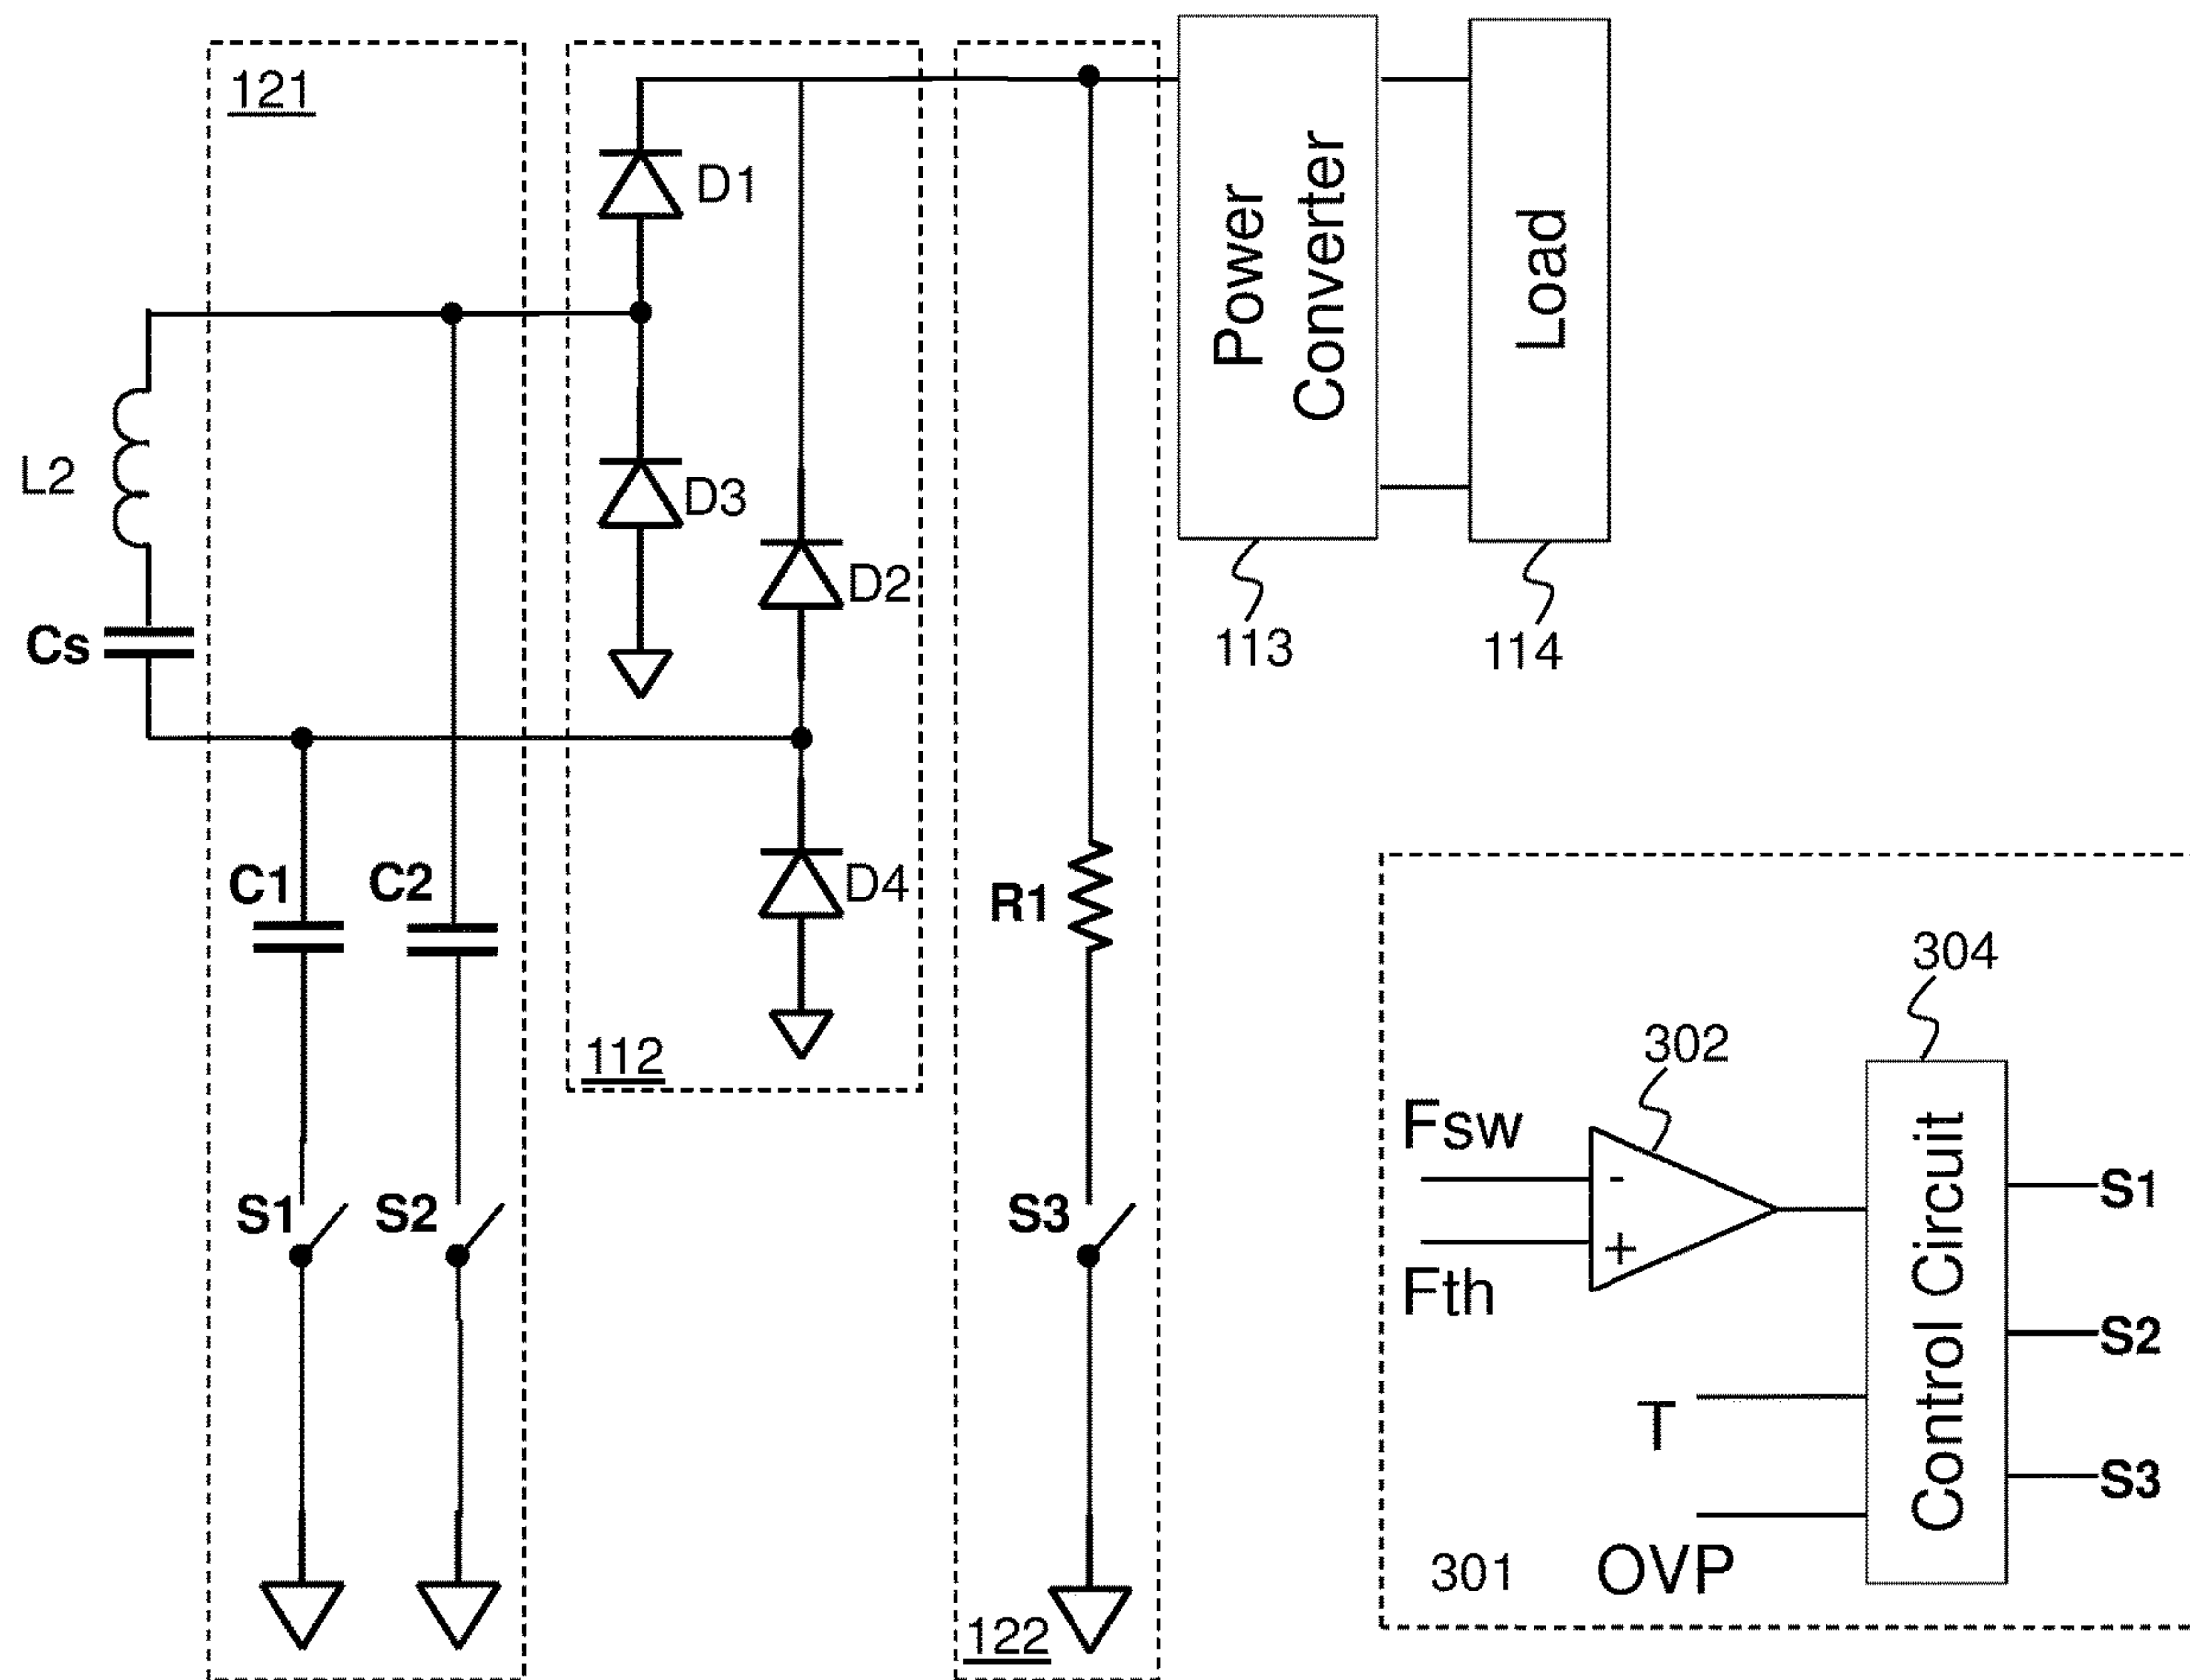 121
D1
Power
Converter
Load
L2
D3
D2
Cs
113
114
C1
C2
D4
R1
304
112
302
Fsw
-
S1
S2
S3
+
Fth
Control Circuit
S1
S2
T
S3
OVP
301
122